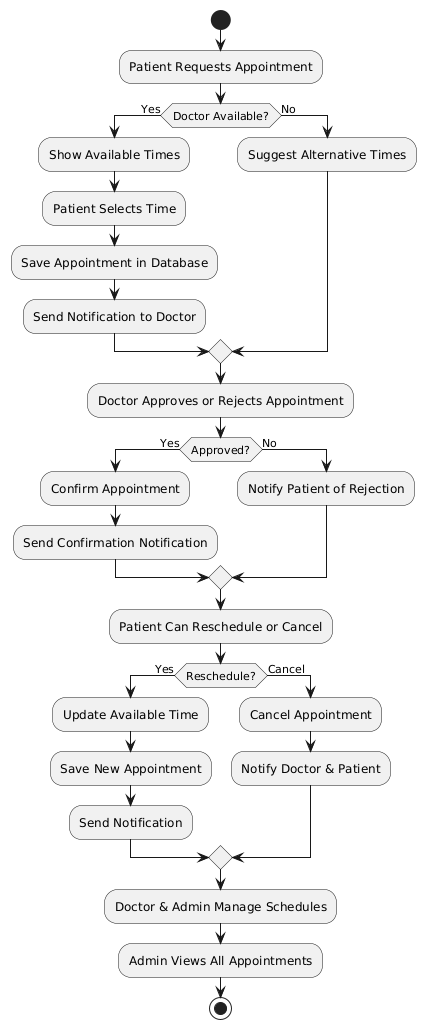 Patient Requests Appointment
Yes
Doctor Available?
No
Show Available Times
Suggest Alternative Times
Patient Selects Time
Save Appointment in Database
Send Notification to Doctor
Doctor Approves or Rejects Appointment
Yes
Approved?
No
Confirm Appointment
Notify Patient of Rejection
Send Confirmation Notification
Patient Can Reschedule or Cancel
Yes
Reschedule?
Cancel
Update Available Time
Cancel Appointment
Save New Appointment
Notify Doctor & Patient
Send Notification
Doctor & Admin Manage Schedules
Admin Views All Appointments